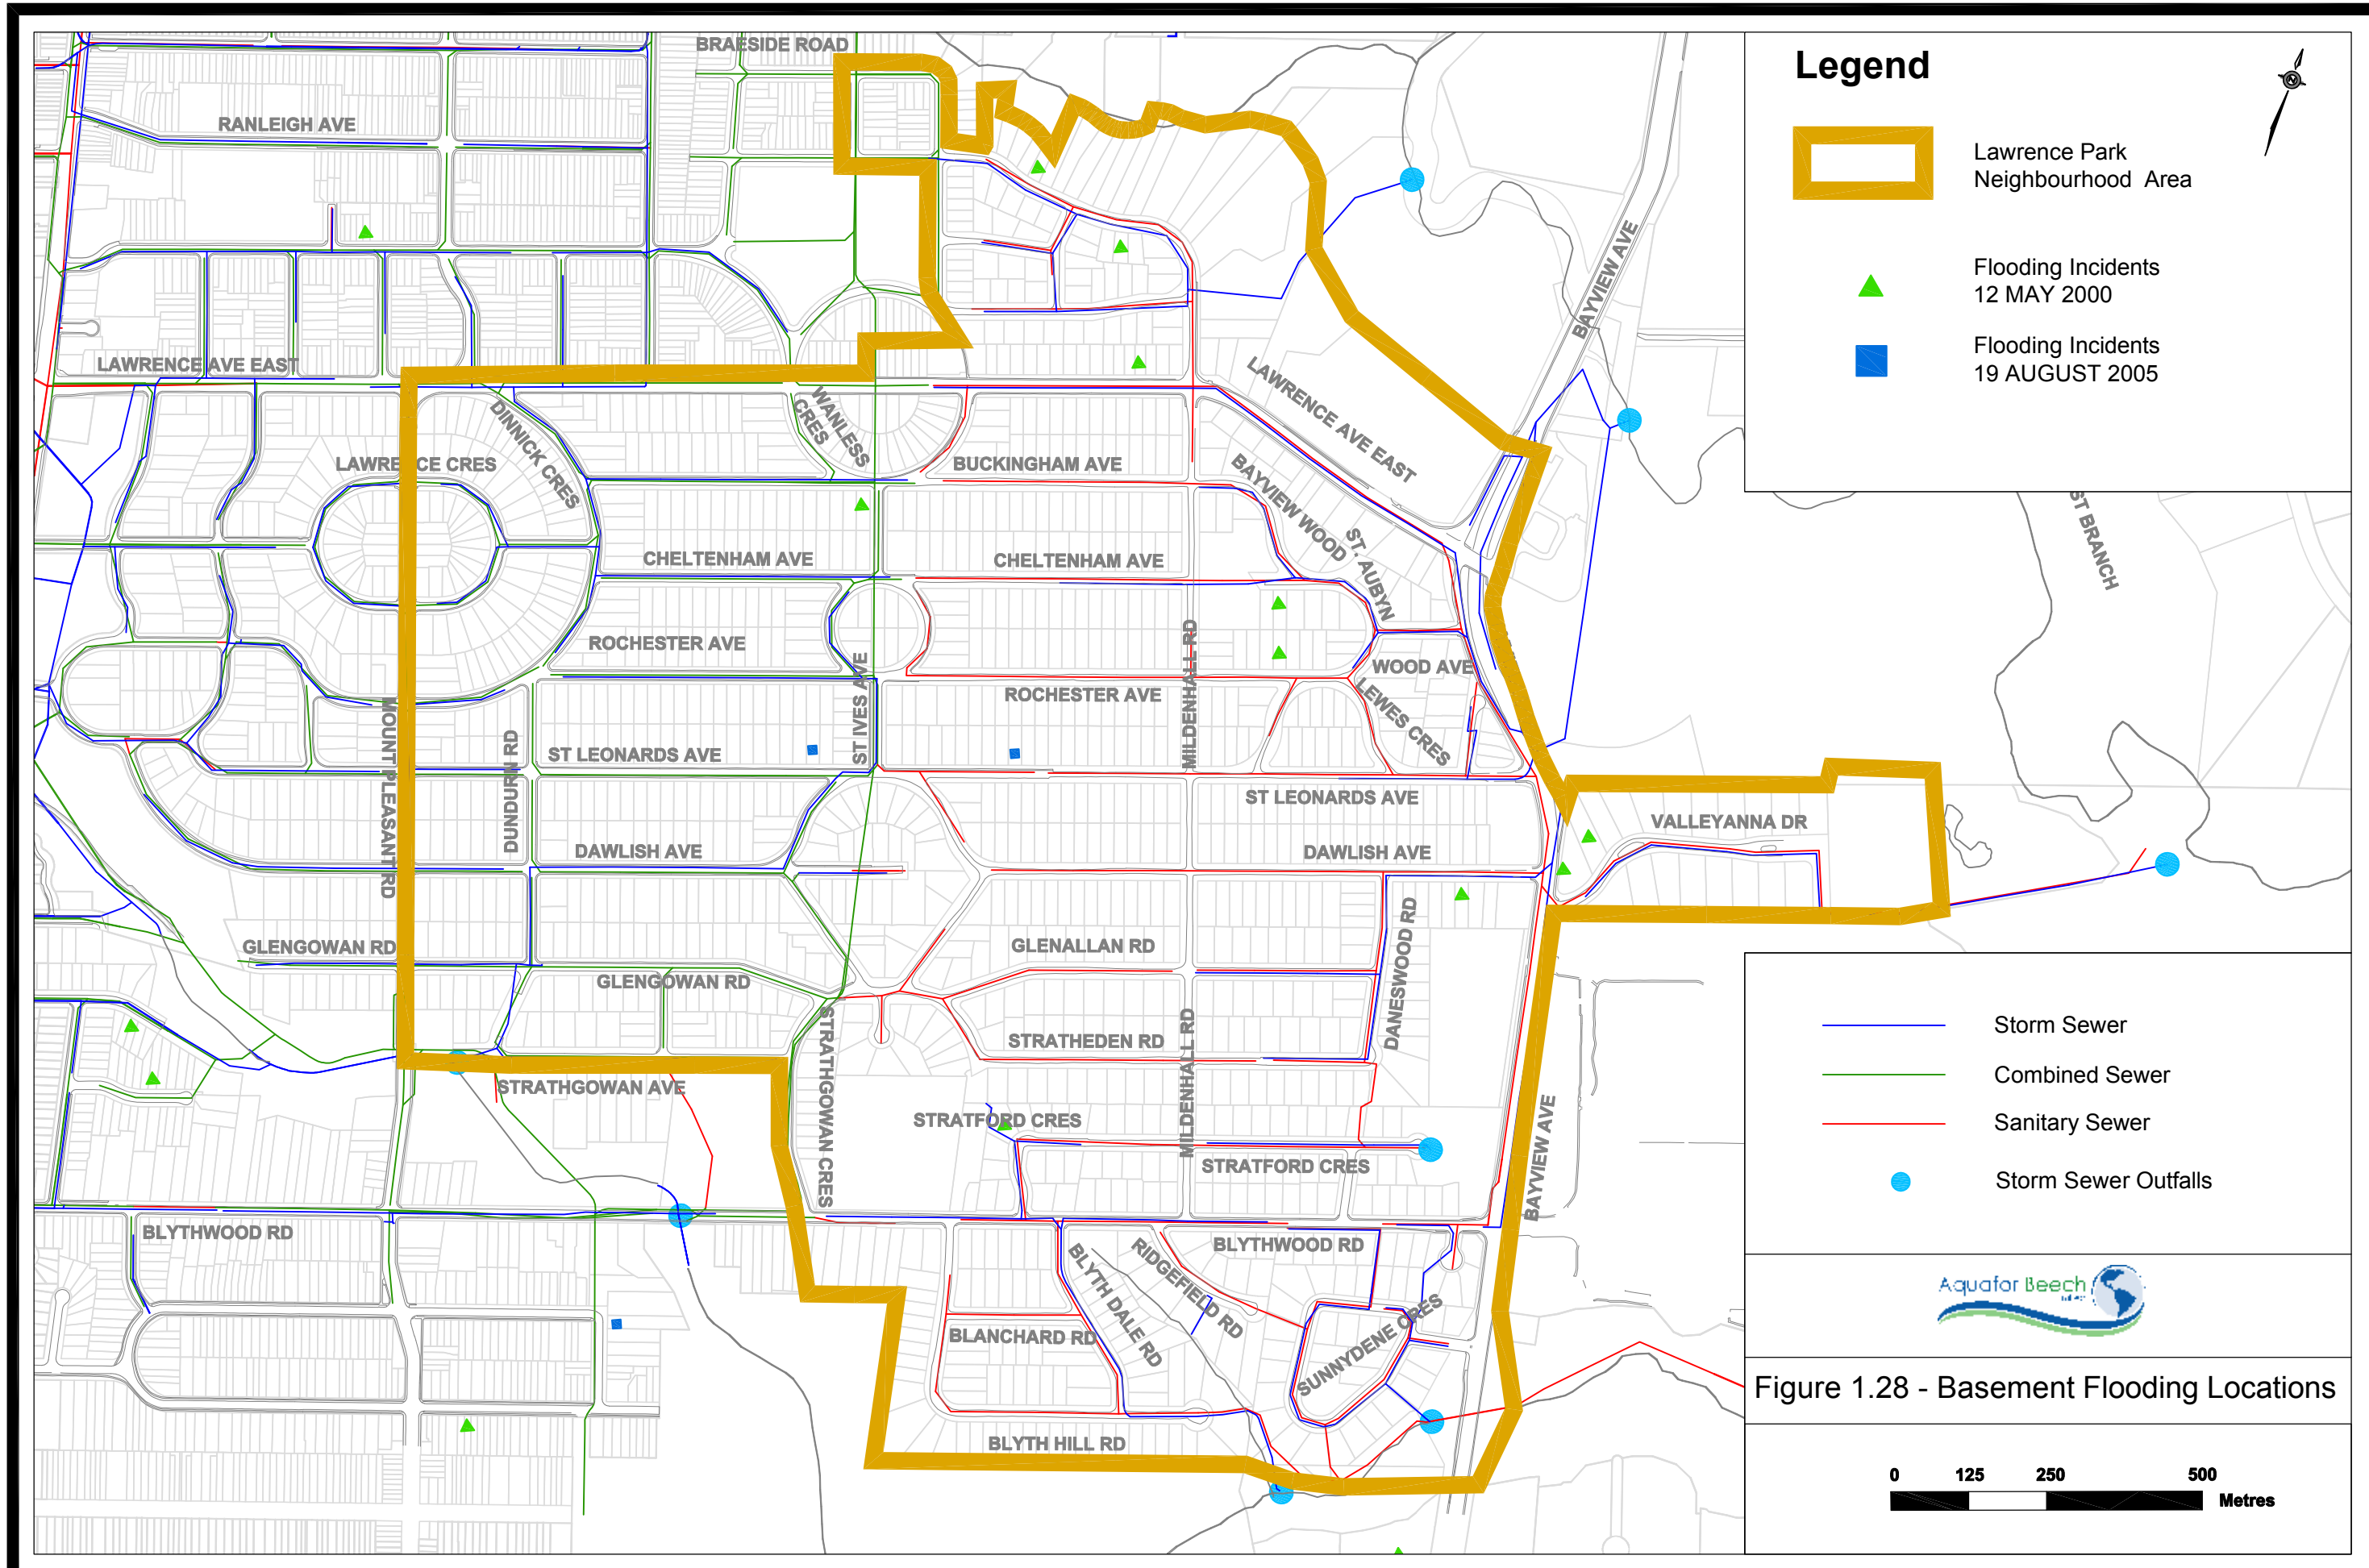 BRAESIDE ROAD
RANLEIGH AVE
LAWRENCE AVE EAST
BAYVIEW AVE
LAWRENCE AVE EAST
DINNICK CRES
WANLESS
CRES
LAWRENCE CRES
BUCKINGHAM AVE
BAYVIEW WOOD
ST. AUBYN
CHELTENHAM AVE
CHELTENHAM AVE
ROCHESTER AVE
WOOD AVE
ROCHESTER AVE
LEWES CRES
MILDENHALL RD
ST IVES AVE
MOUNT PLEASANT RD
DUNDURN RD
ST LEONARDS AVE
ST LEONARDS AVE
VALLEYANNA DR
DAWLISH AVE
DAWLISH AVE
GLENGOWAN RD
GLENALLAN RD
DANESWOOD RD
GLENGOWAN RD
STRATHEDEN RD
STRATHGOWAN AVE
STRATHGOWAN CRES
STRATFORD CRES
MILDENHALL RD
STRATFORD CRES
BAYVIEW AVE
BLYTHWOOD RD
BLYTHWOOD RD
BLYTH DALE RD
RIDGEFIELD RD
BLANCHARD RD
SUNNYDENE CRES
BLYTH HILL RD
ST BRANCH
Legend
N
Lawrence Park
Neighbourhood Area
Flooding Incidents
12 MAY 2000
Flooding Incidents
19 AUGUST 2005
Storm Sewer
Combined Sewer
Sanitary Sewer
Storm Sewer Outfalls
Aquafor Beech
Figure 1.28 - Basement Flooding Locations
0 125 250 500
Metres